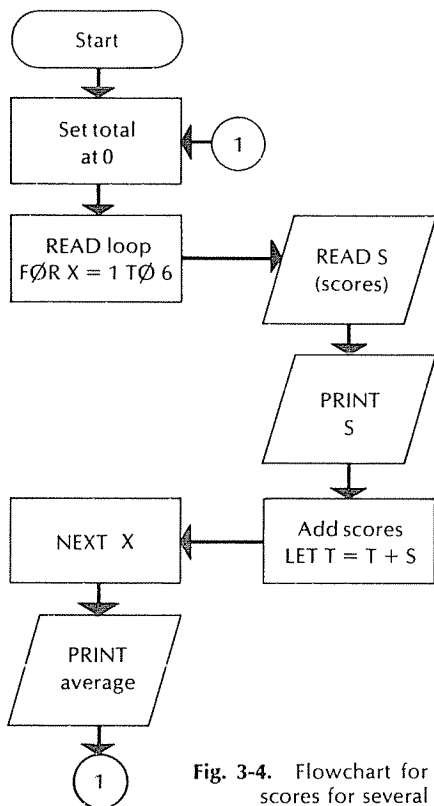 Start
Set total
at 0
1
READ loop
FØR X = 1 TØ 6
READ S
(scores)
PRINT
S
Add scores
LET T = T + S
NEXT X
PRINT
average
1
Fig. 3-4. Flowchart for
scores for several